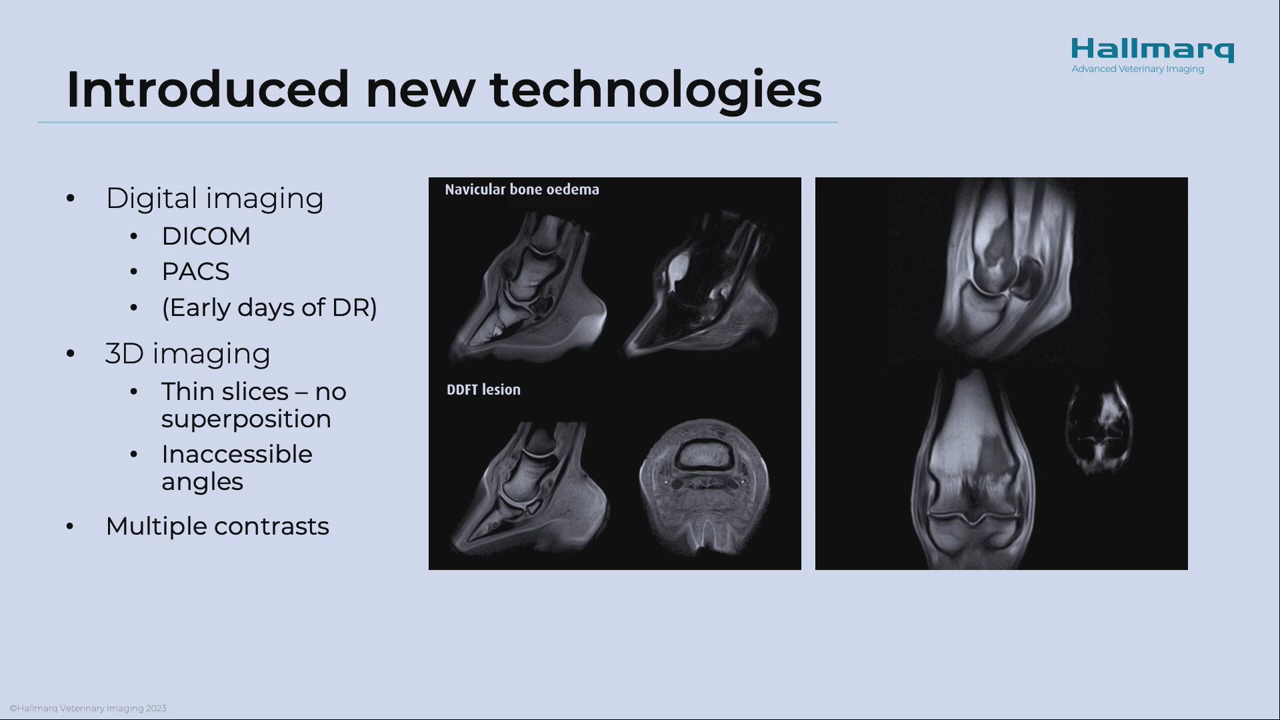 Hallmarq
Advanced Veterinary Imaging
Introduced new technologies
• Digital imaging
• DICOM
• PACS
• (Early days of DR)
• 3D imaging
• Thin slices – no
superposition
• Inaccessible
angles
• Multiple contrasts
Navicular bone oedema
DDFT lesion
©Hallmarq Veterinary Imaging 2023